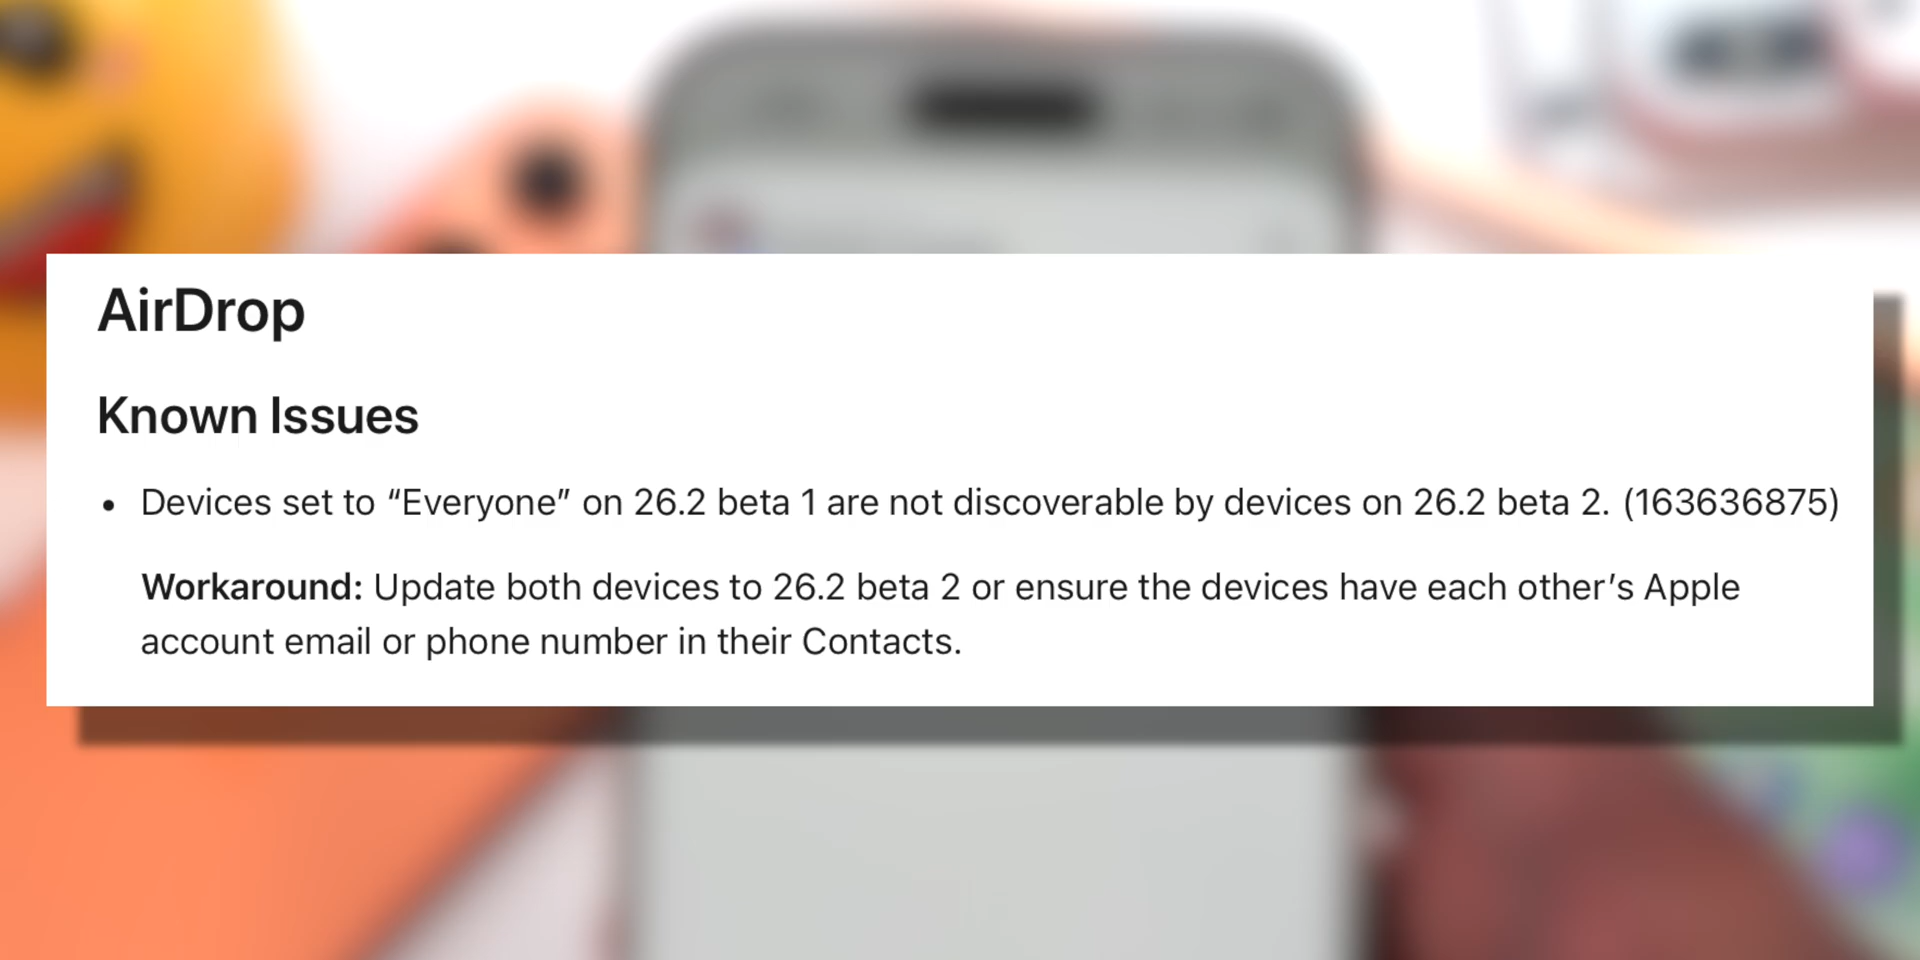 AirDrop
Known Issues
• Devices set to “Everyone” on 26.2 beta 1 are not discoverable by devices on 26.2 beta 2. (163636875)
Workaround: Update both devices to 26.2 beta 2 or ensure the devices have each other’s Apple
account email or phone number in their Contacts.